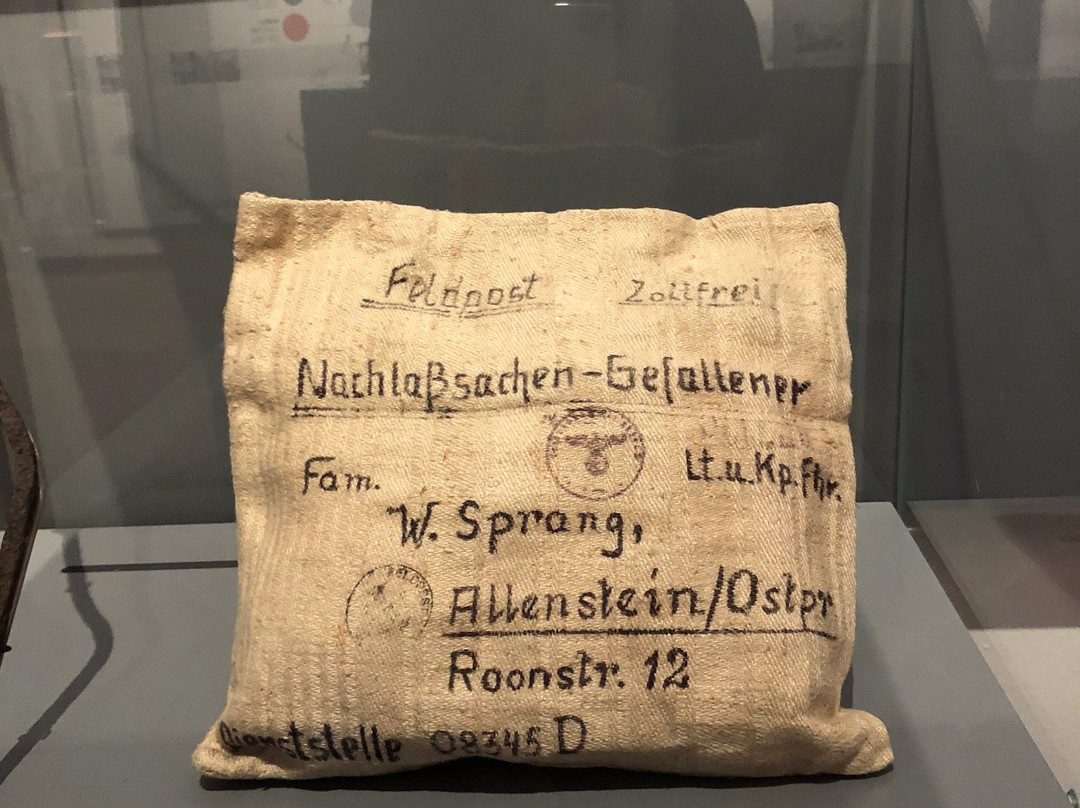 Feldpost Zollfrei
Nachlaßsachen-Gefallener
Fam. Lt.u.Kp.Fhr.
W. Sprang,
Allenstein/Ostpr
Roonstr. 12
Dienststelle 08345 D